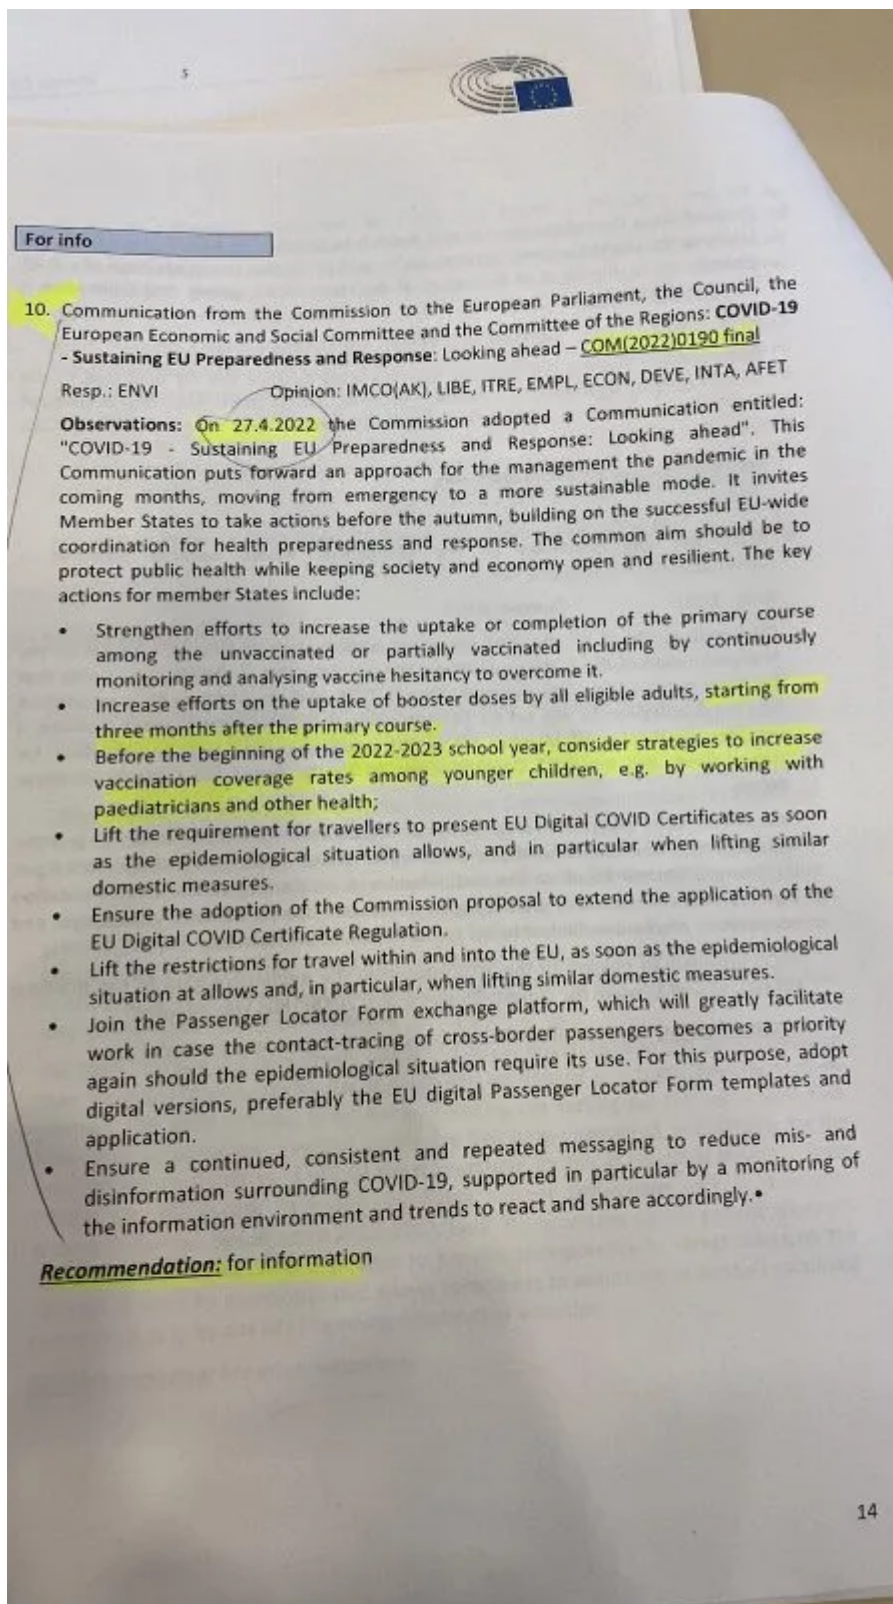 5
For info
10. Communication from the Commission to the European Parliament, the Council, the
European Economic and Social Committee and the Committee of the Regions: COVID-19
- Sustaining EU Preparedness and Response: Looking ahead – COM(2022)0190 final
Resp.: ENVI Opinion: IMCO(AK), LIBE, ITRE, EMPL, ECON, DEVE, INTA, AFET
Observations: On 27.4.2022 the Commission adopted a Communication entitled:
"COVID-19 - Sustaining EU Preparedness and Response: Looking ahead". This
Communication puts forward an approach for the management the pandemic in the
coming months, moving from emergency to a more sustainable mode. It invites
Member States to take actions before the autumn, building on the successful EU-wide
coordination for health preparedness and response. The common aim should be to
protect public health while keeping society and economy open and resilient. The key
actions for member States include:
• Strengthen efforts to increase the uptake or completion of the primary course
among the unvaccinated or partially vaccinated including by continuously
monitoring and analysing vaccine hesitancy to overcome it.
• Increase efforts on the uptake of booster doses by all eligible adults, starting from
three months after the primary course.
• Before the beginning of the 2022-2023 school year, consider strategies to increase
vaccination coverage rates among younger children, e.g. by working with
paediatricians and other health;
• Lift the requirement for travellers to present EU Digital COVID Certificates as soon
as the epidemiological situation allows, and in particular when lifting similar
domestic measures.
• Ensure the adoption of the Commission proposal to extend the application of the
EU Digital COVID Certificate Regulation.
• Lift the restrictions for travel within and into the EU, as soon as the epidemiological
situation at allows and, in particular, when lifting similar domestic measures.
• Join the Passenger Locator Form exchange platform, which will greatly facilitate
work in case the contact-tracing of cross-border passengers becomes a priority
again should the epidemiological situation require its use. For this purpose, adopt
digital versions, preferably the EU digital Passenger Locator Form templates and
application.
• Ensure a continued, consistent and repeated messaging to reduce mis- and
disinformation surrounding COVID-19, supported in particular by a monitoring of
the information environment and trends to react and share accordingly.•
Recommendation: for information
14